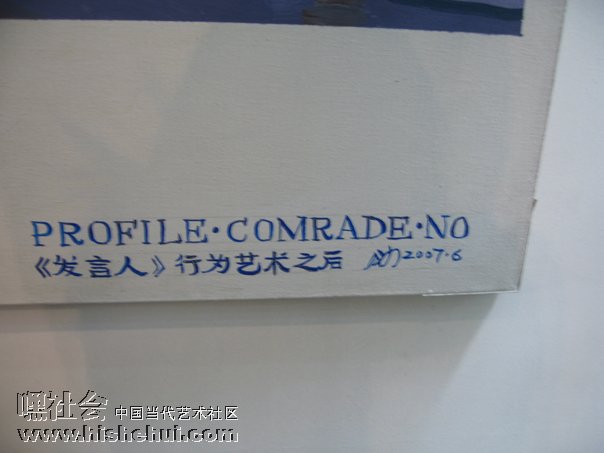 PROFILE·COMRADE·NO
《发言人》行为艺术之后 2007.6
嘿社会 中国当代艺术社区
www.hishehui.com